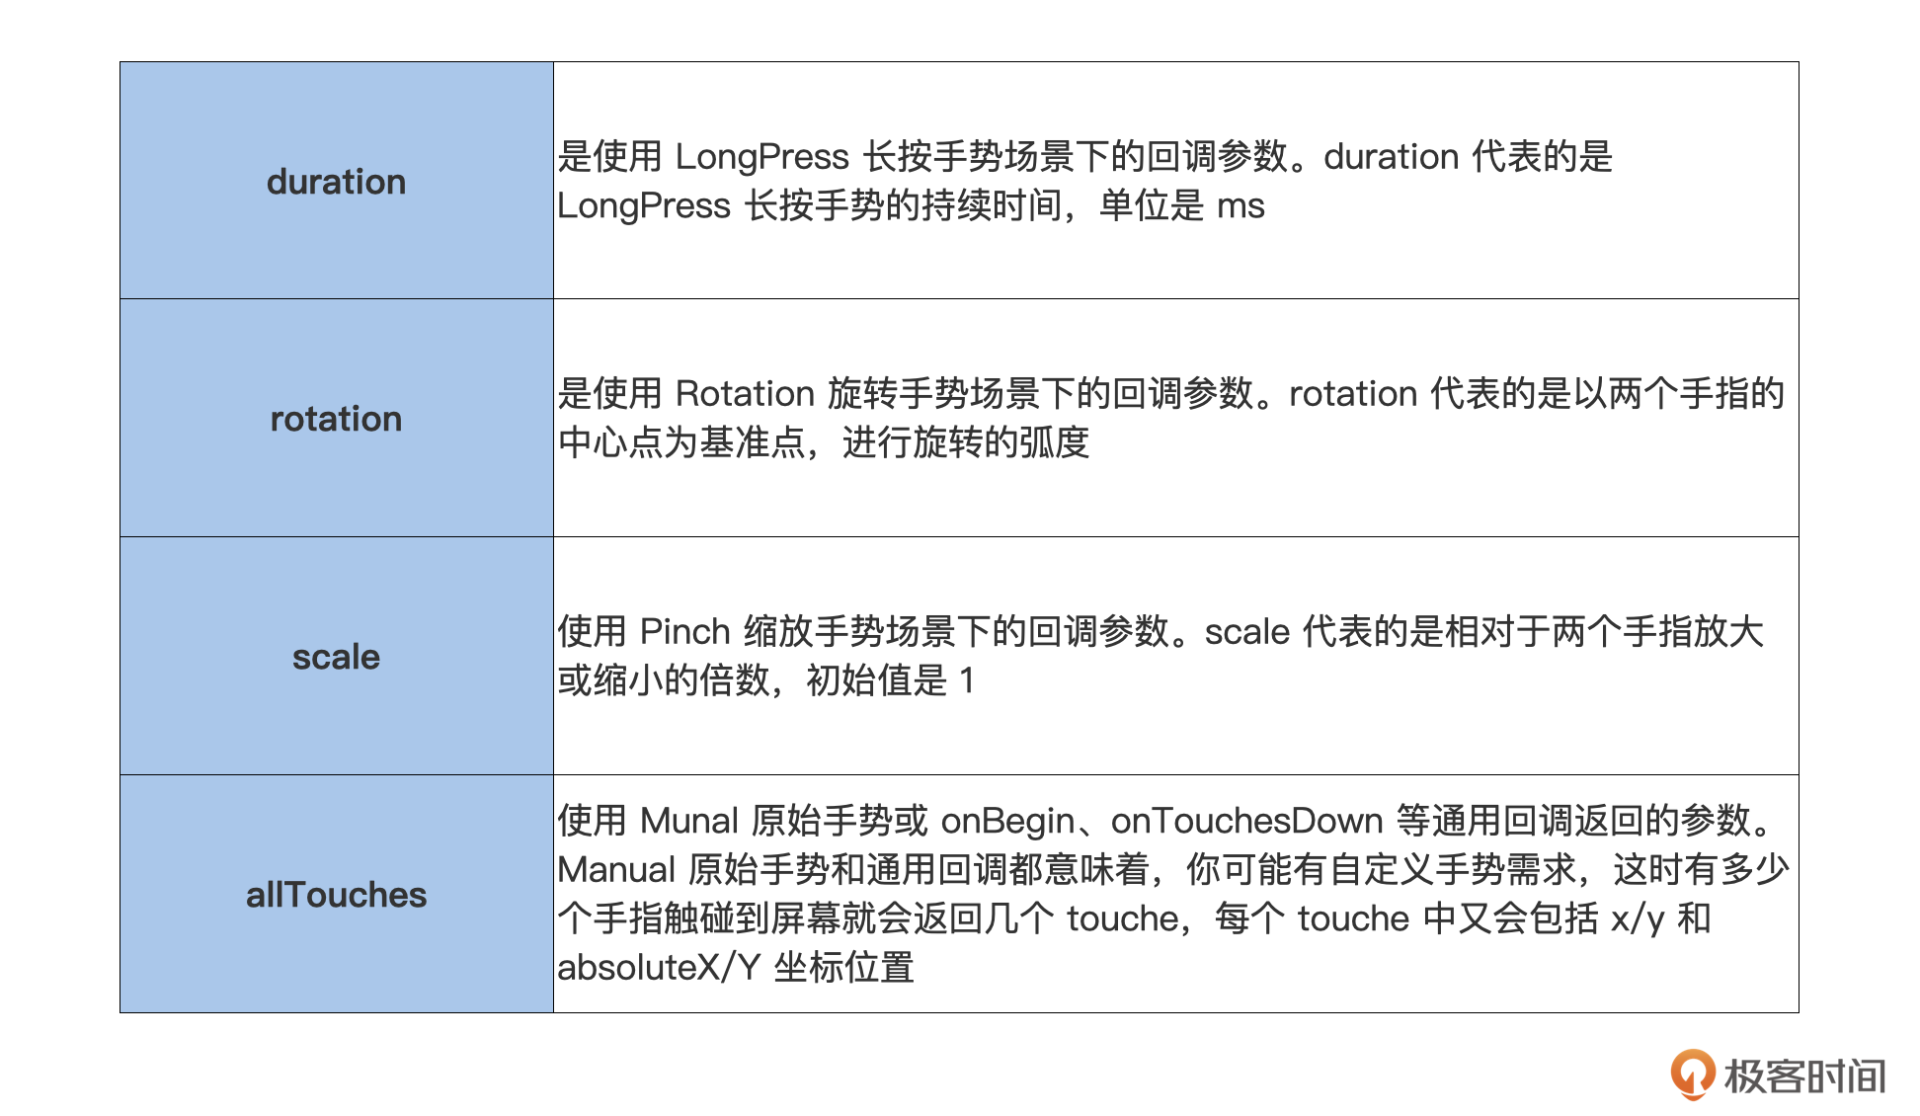 duration
是使用 LongPress 长按手势场景下的回调参数。duration 代表的是
LongPress 长按手势的持续时间，单位是 ms
rotation
是使用 Rotation 旋转手势场景下的回调参数。rotation 代表的是以两个手指的
中心点为基准点，进行旋转的弧度
scale
使用 Pinch 缩放手势场景下的回调参数。scale 代表的是相对于两个手指放大
或缩小的倍数，初始值是 1
allTouches
使用 Munal 原始手势或 onBegin、onTouchesDown 等通用回调返回的参数。
Manual 原始手势和通用回调都意味着，你可能有自定义手势需求，这时有多少
个手指触碰到屏幕就会返回几个 touche，每个 touche 中又会包括 x/y 和
absoluteX/Y 坐标位置
极客时间